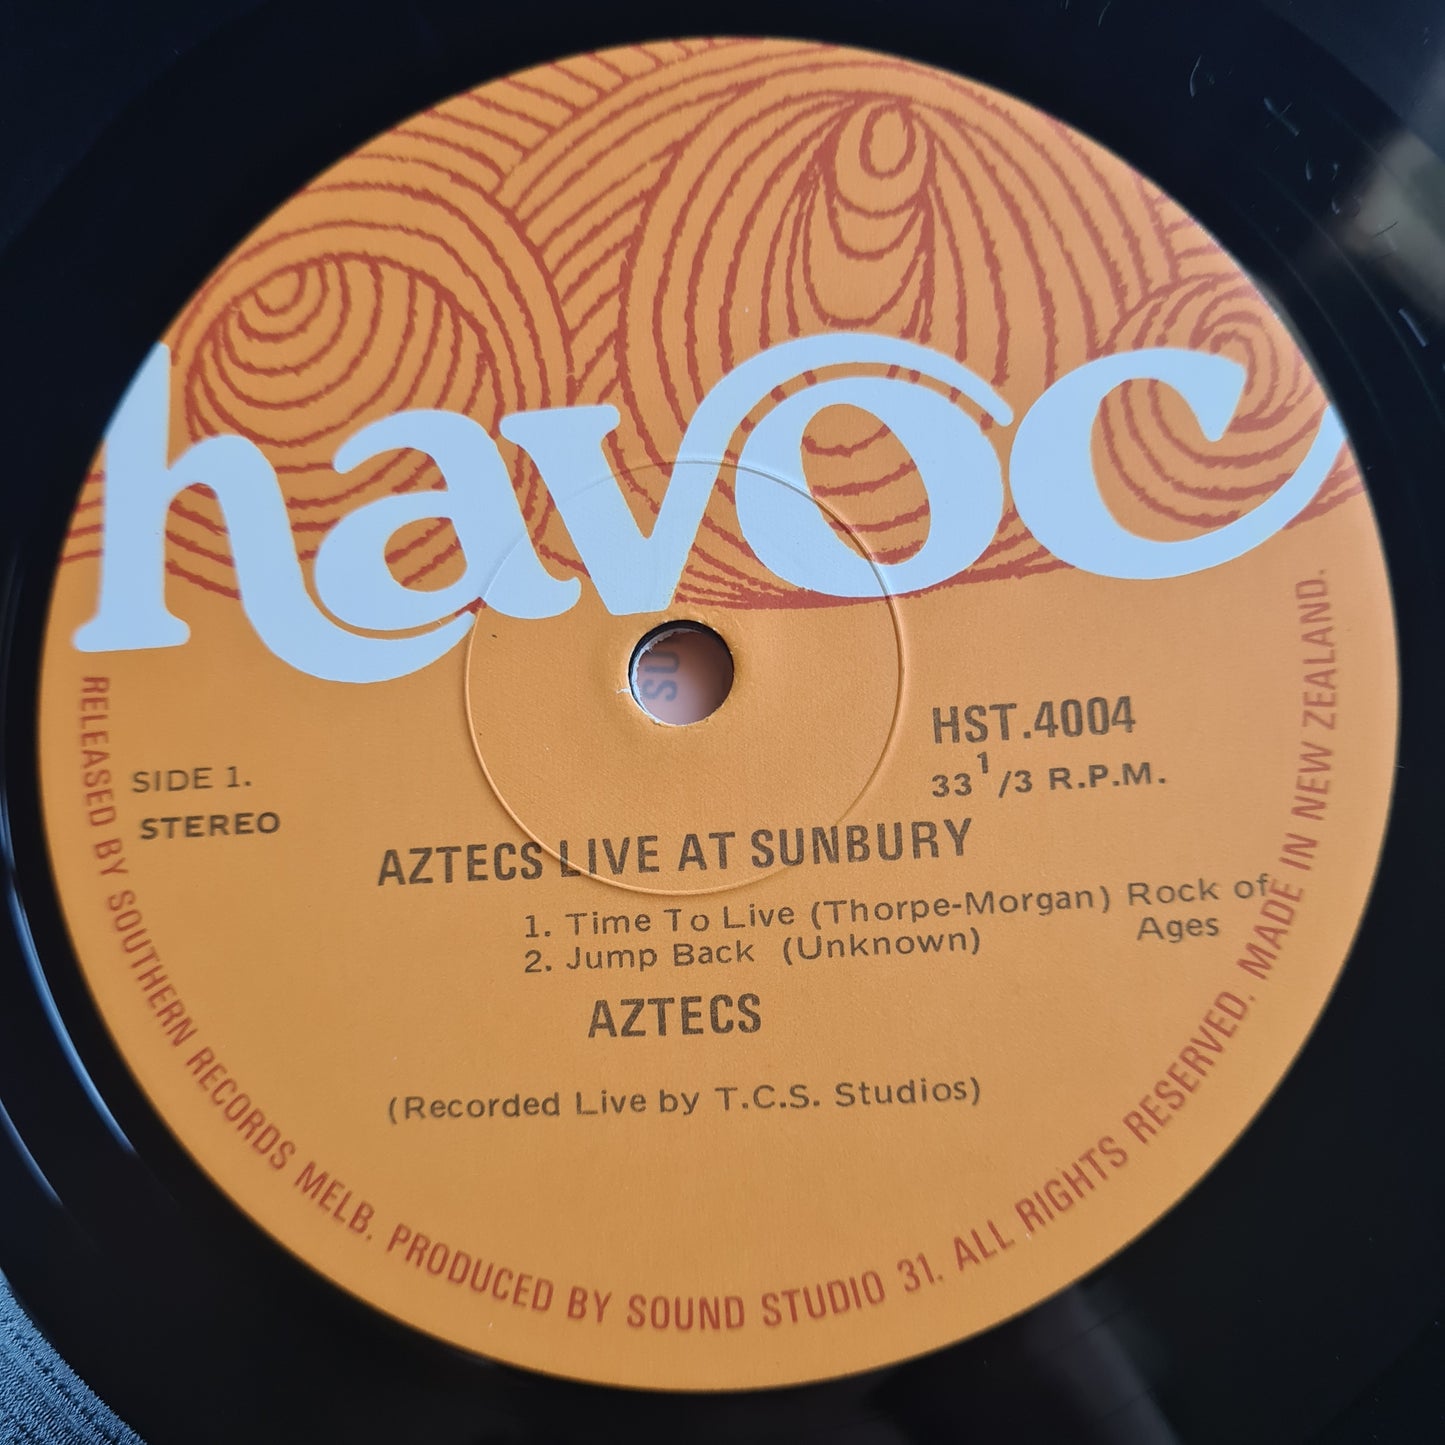 havoc
SU
HST.4004
33 1/3 R.P.M.
SIDE 1.
STEREO
AZTECS LIVE AT SUNBURY
1. Time To Live (Thorpe-Morgan) Rock of
Ages
2. Jump Back (Unknown)
AZTECS
(Recorded Live by T.C.S. Studios)
RELEASED BY SOUTHERN RECORDS MELB. PRODUCED BY SOUND STUDIO 31. ALL RIGHTS RESERVED. MADE IN NEW ZEALAND.